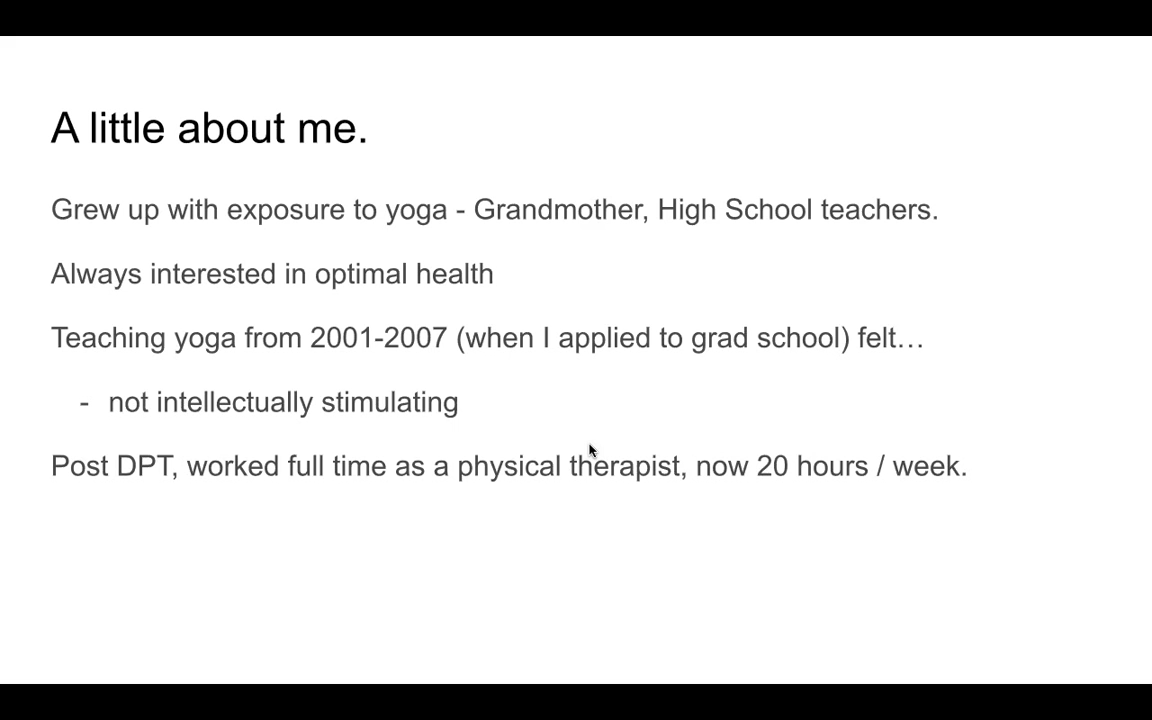 A little about me.
Grew up with exposure to yoga - Grandmother, High School teachers.
Always interested in optimal health
Teaching yoga from 2001-2007 (when I applied to grad school) felt…
- not intellectually stimulating
Post DPT, worked full time as a physical therapist, now 20 hours / week.